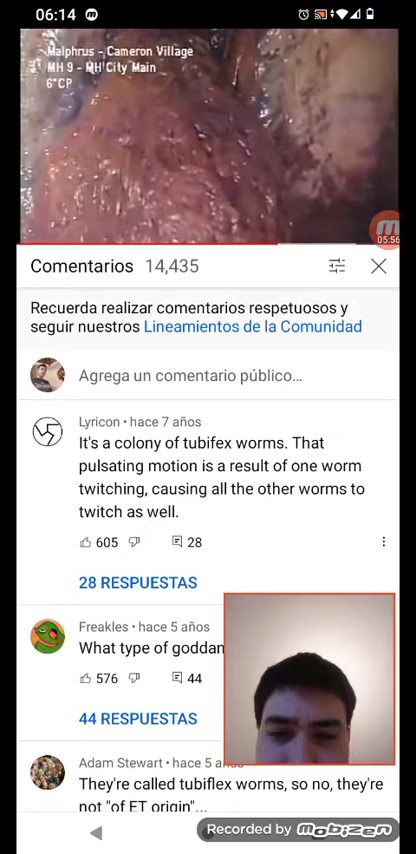 06:14
Malphrus - Cameron Village
MH 9 - MH City Main
6"CP
05:56
Comentarios 14,435
Recuerda realizar comentarios respetuosos y
seguir nuestros Lineamientos de la Comunidad
Agrega un comentario público...
Lyricon • hace 7 años
It's a colony of tubifex worms. That
pulsating motion is a result of one worm
twitching, causing all the other worms to
twitch as well.
605 28
28 RESPUESTAS
Freakles • hace 5 años
What type of goddan
576 44
44 RESPUESTAS
Adam Stewart • hace 5 años
They're called tubiflex worms, so no, they're
not "of ET origin"...
Recorded by mobizen